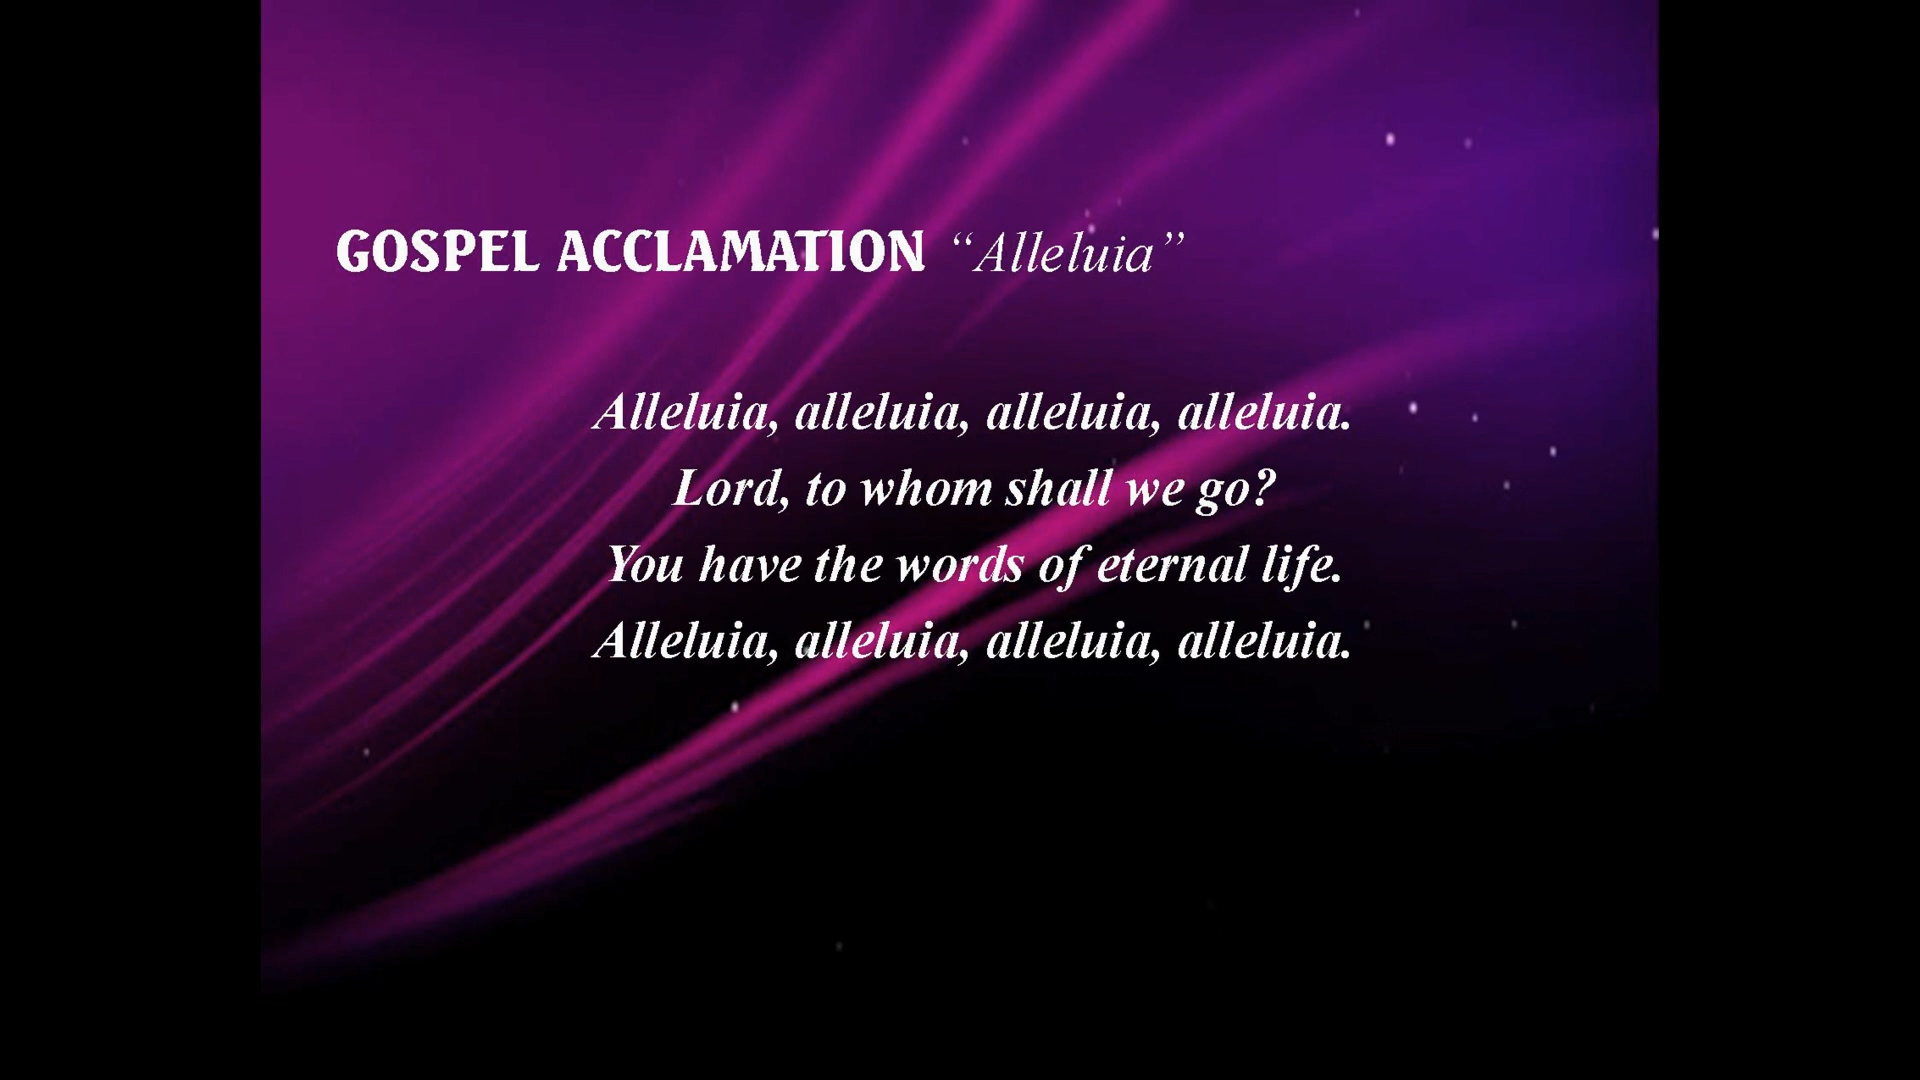 GOSPEL ACCLAMATION “Alleluia”
Alleluia, alleluia, alleluia, alleluia.
Lord, to whom shall we go?
You have the words of eternal life.
Alleluia, alleluia, alleluia, alleluia.